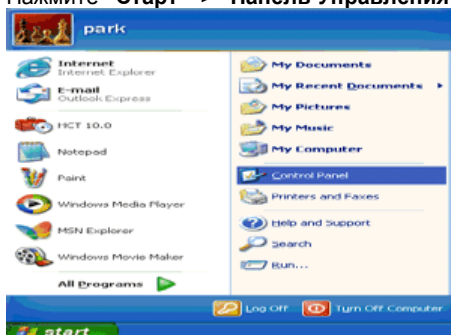 Нажмите "Старт" -> "Панель управления
park
Internet
Internet Explorer
E-mail
Outlook Express
HCT 10.0
Notepad
Paint
Windows Media Player
MSN Explorer
Windows Movie Maker
All Programs
My Documents
My Recent Documents
My Pictures
My Music
My Computer
Control Panel
Printers and Faxes
Help and Support
Search
Run...
Log Off
Turn Off Computer
start